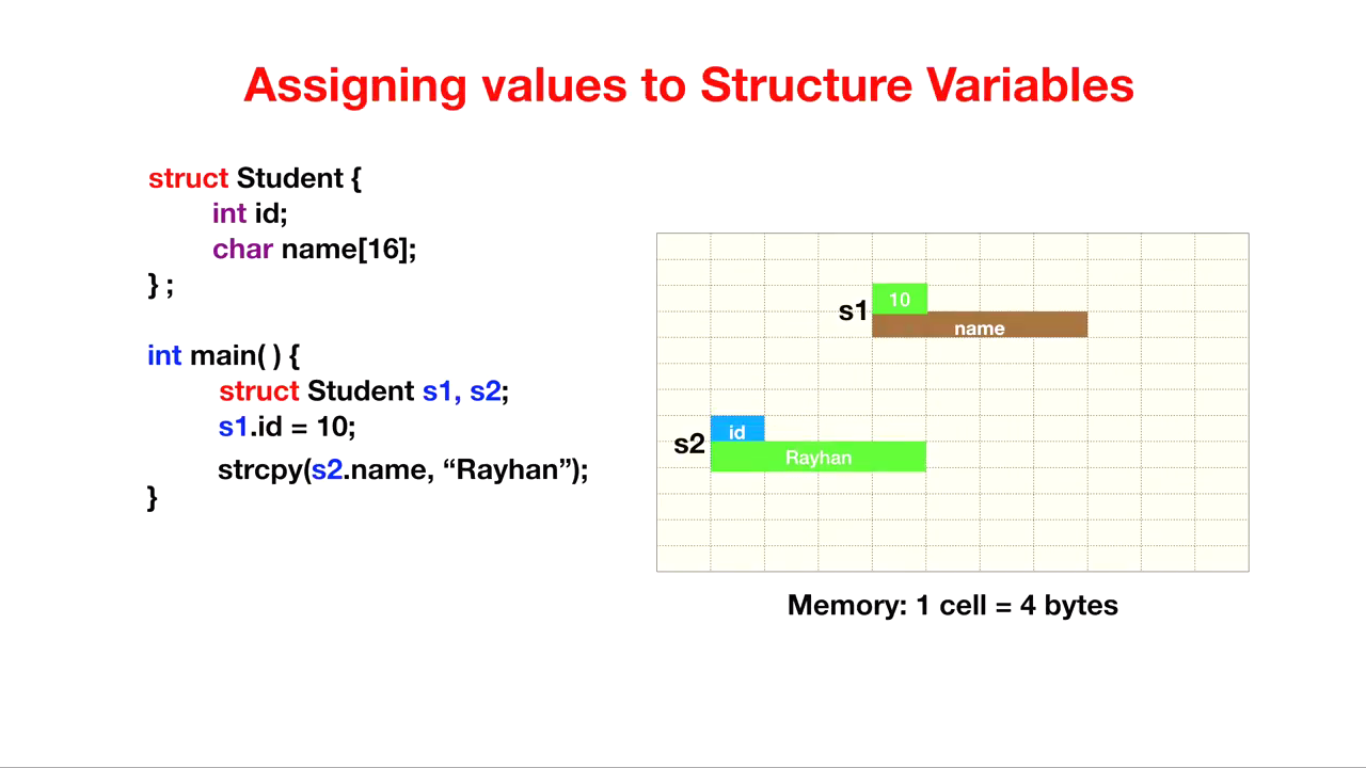 Assigning values to Structure Variables
struct Student {
int id;
char name[16];
} ;
int main( ) {
struct Student s1, s2;
s1.id = 10;
strcpy(s2.name, “Rayhan”);
}
10
s1
name
id
s2
Rayhan
Memory: 1 cell = 4 bytes